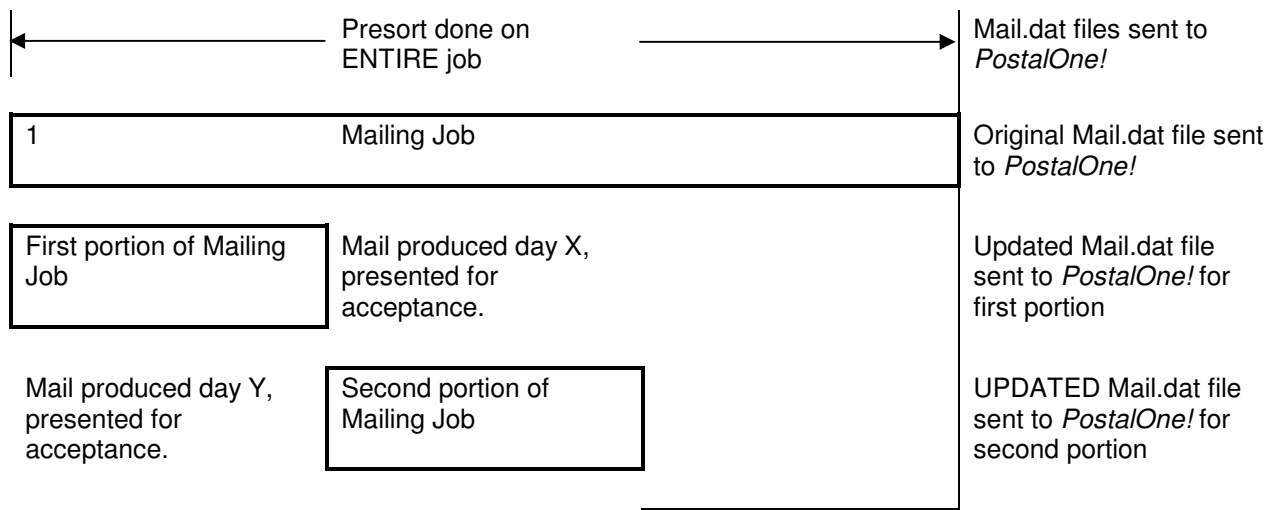 Presort done on
ENTIRE job
Mail.dat files sent to
PostalOne!
1
Mailing Job
Original Mail.dat file sent
to PostalOne!
First portion of Mailing
Job
Mail produced day X,
presented for
acceptance.
Updated Mail.dat file
sent to PostalOne! for
first portion
Mail produced day Y,
presented for
acceptance.
Second portion of
Mailing Job
UPDATED Mail.dat file
sent to PostalOne! for
second portion